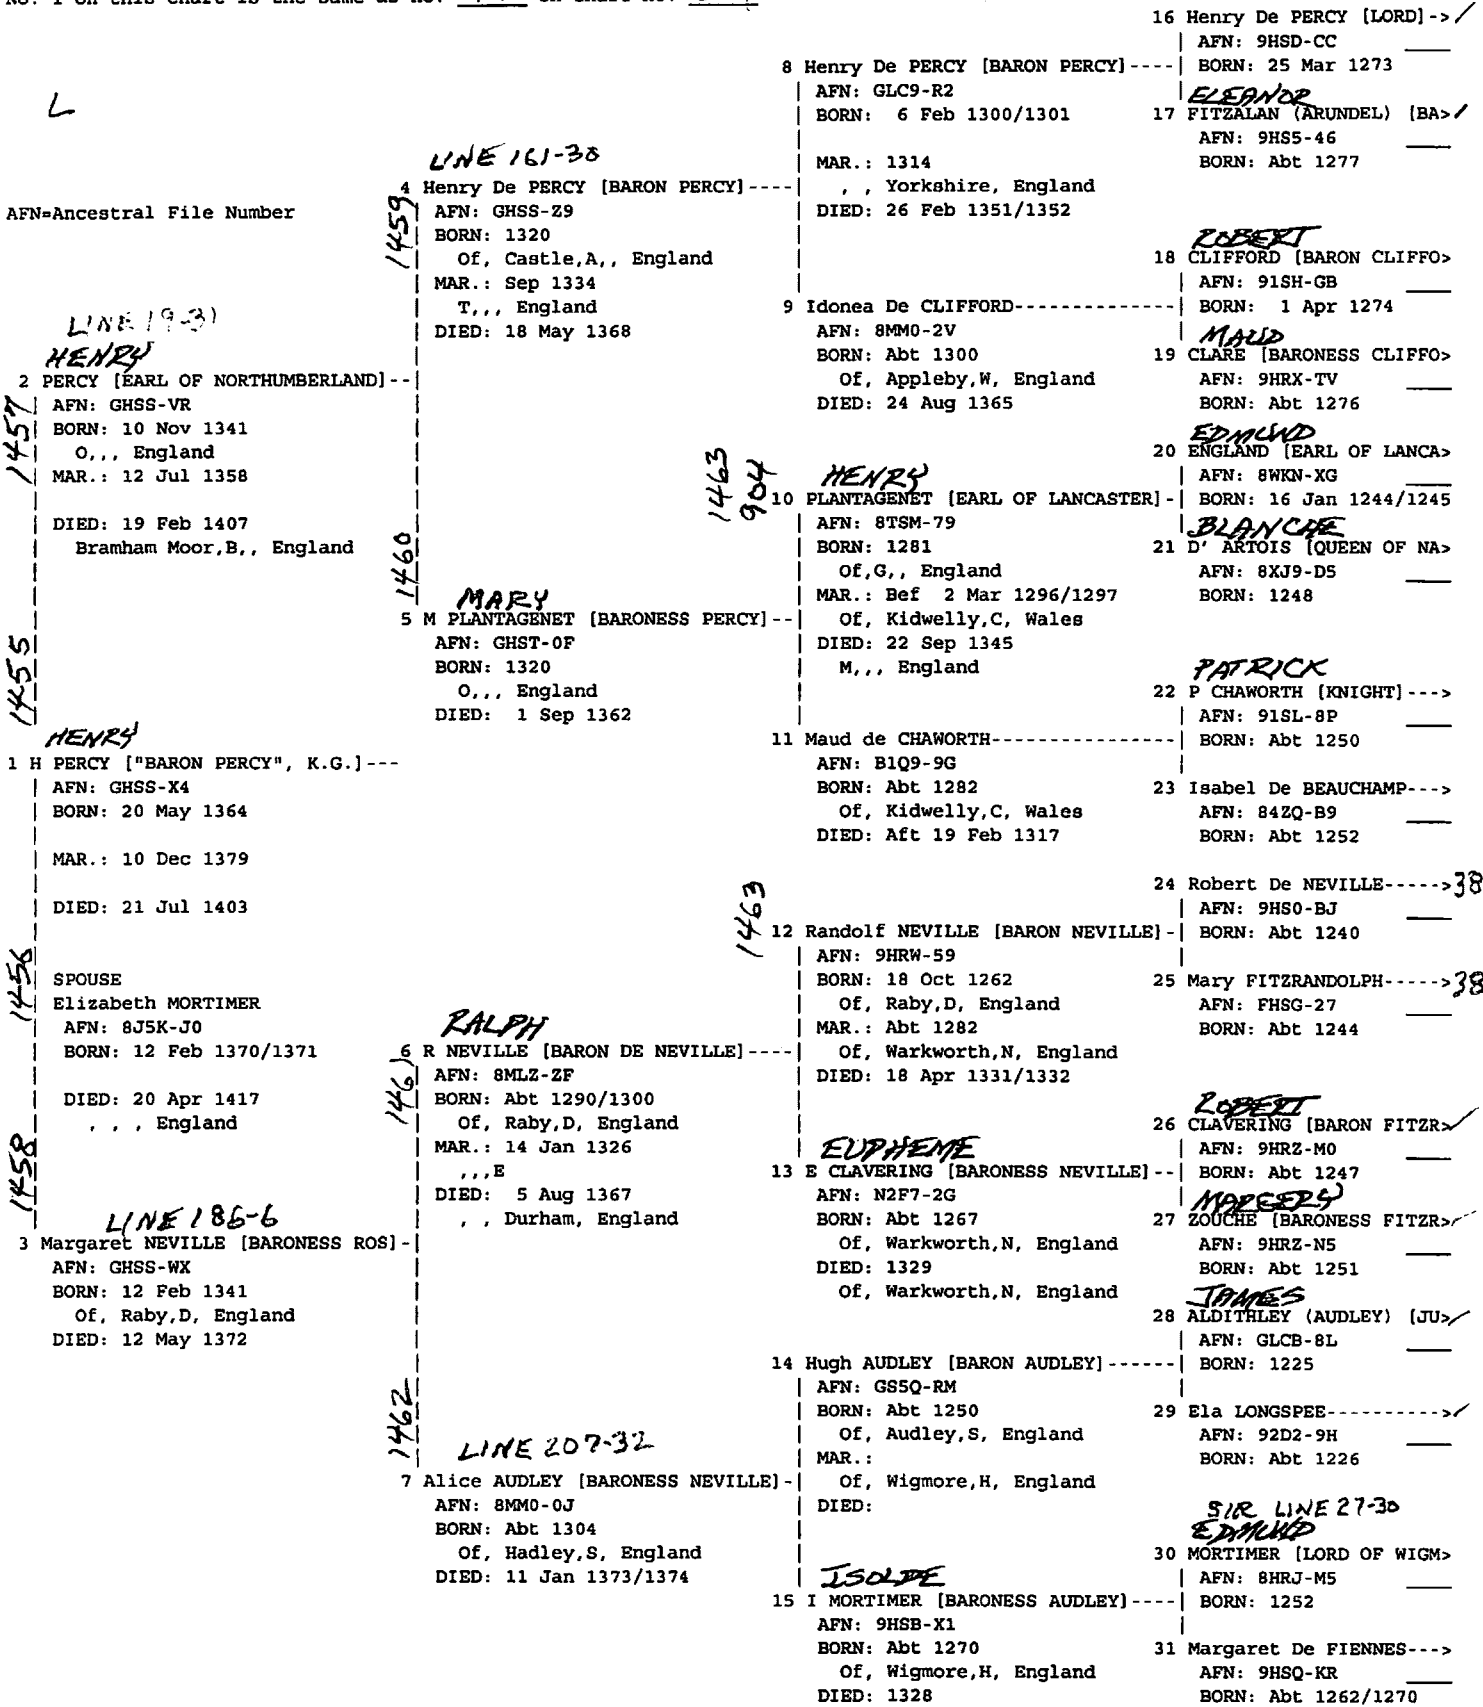 No. 1 on this chart is the same as no. on chart no.
L
AFN=Ancestral File Number
HENRY
1 H PERCY ["BARON PERCY", K.G.]---
AFN: GHSS-X4
BORN: 20 May 1364
MAR.: 10 Dec 1379
DIED: 21 Jul 1403
SPOUSE
Elizabeth MORTIMER
AFN: 8J5K-J0
BORN: 12 Feb 1370/1371
DIED: 20 Apr 1417
, , , England
1455
1456
1457
1458
LINE 19-31
HENRY
2 PERCY [EARL OF NORTHUMBERLAND]--
AFN: GHSS-VR
BORN: 10 Nov 1341
O,,, England
MAR.: 12 Jul 1358
DIED: 19 Feb 1407
Bramham Moor,B,, England
LINE 186-6
3 Margaret NEVILLE [BARONESS ROS]-
AFN: GHSS-WX
BORN: 12 Feb 1341
Of, Raby,D, England
DIED: 12 May 1372
LINE 161-30
4 Henry De PERCY [BARON PERCY]----
AFN: GHSS-Z9
BORN: 1320
Of, Castle,A,, England
MAR.: Sep 1334
T,,, England
DIED: 18 May 1368
1459
1460
MARY
5 M PLANTAGENET [BARONESS PERCY]--
AFN: GHST-0F
BORN: 1320
O,,, England
DIED: 1 Sep 1362
RALPH
6 R NEVILLE [BARON DE NEVILLE]----
AFN: 8MLZ-ZF
BORN: Abt 1290/1300
Of, Raby,D, England
MAR.: 14 Jan 1326
,,,E
DIED: 5 Aug 1367
, , Durham, England
1461
1462
LINE 207-32
7 Alice AUDLEY [BARONESS NEVILLE]-
AFN: 8MM0-0J
BORN: Abt 1304
Of, Hadley,S, England
DIED: 11 Jan 1373/1374
8 Henry De PERCY [BARON PERCY]----
AFN: GLC9-R2
BORN: 6 Feb 1300/1301
MAR.: 1314
, , Yorkshire, England
DIED: 26 Feb 1351/1352
9 Idonea De CLIFFORD--------------
AFN: 8MM0-2V
BORN: Abt 1300
Of, Appleby,W, England
DIED: 24 Aug 1365
1463
904
HENRY
10 PLANTAGENET [EARL OF LANCASTER]-
AFN: 8TSM-79
BORN: 1281
Of,G,, England
MAR.: Bef 2 Mar 1296/1297
Of, Kidwelly,C, Wales
DIED: 22 Sep 1345
M,,, England
11 Maud de CHAWORTH---------------
AFN: B1Q9-9G
BORN: Abt 1282
Of, Kidwelly,C, Wales
DIED: Aft 19 Feb 1317
1463
12 Randolf NEVILLE [BARON NEVILLE]-
AFN: 9HRW-59
BORN: 18 Oct 1262
Of, Raby,D, England
MAR.: Abt 1282
Of, Warkworth,N, England
DIED: 18 Apr 1331/1332
EUPHEME
13 E CLAVERING [BARONESS NEVILLE]--
AFN: N2F7-2G
BORN: Abt 1267
Of, Warkworth,N, England
DIED: 1329
Of, Warkworth,N, England
14 Hugh AUDLEY [BARON AUDLEY]------
AFN: GS5Q-RM
BORN: Abt 1250
Of, Audley,S, England
MAR.:
Of, Wigmore,H, England
DIED:
ISOLDE
15 I MORTIMER [BARONESS AUDLEY]----
AFN: 9HSB-X1
BORN: Abt 1270
Of, Wigmore,H, England
DIED: 1328
16 Henry De PERCY [LORD]->
AFN: 9HSD-CC
BORN: 25 Mar 1273
ELEANOR
17 FITZALAN (ARUNDEL) [BA>
AFN: 9HS5-46
BORN: Abt 1277
ROBERT
18 CLIFFORD [BARON CLIFFO>
AFN: 91SH-GB
BORN: 1 Apr 1274
MAUD
19 CLARE [BARONESS CLIFFO>
AFN: 9HRX-TV
BORN: Abt 1276
EDMUND
20 ENGLAND [EARL OF LANCA>
AFN: 8WKN-XG
BORN: 16 Jan 1244/1245
BLANCHE
21 D' ARTOIS [QUEEN OF NA>
AFN: 8XJ9-D5
BORN: 1248
PATRICK
22 P CHAWORTH [KNIGHT]--->
AFN: 91SL-8P
BORN: Abt 1250
23 Isabel De BEAUCHAMP--->
AFN: 84ZQ-B9
BORN: Abt 1252
24 Robert De NEVILLE-----> 38
AFN: 9HS0-BJ
BORN: Abt 1240
25 Mary FITZRANDOLPH-----> 38
AFN: FHSG-27
BORN: Abt 1244
ROBERT
26 CLAVERING [BARON FITZR>
AFN: 9HRZ-M0
BORN: Abt 1247
MARGERY
27 ZOUCHE [BARONESS FITZR>
AFN: 9HRZ-N5
BORN: Abt 1251
JAMES
28 ALDITHLEY (AUDLEY) [JU>
AFN: GLCB-8L
BORN: 1225
29 Ela LONGSPEE---------->
AFN: 92D2-9H
BORN: Abt 1226
SIR LINE 27-30
EDMUND
30 MORTIMER [LORD OF WIGM>
AFN: 8HRJ-M5
BORN: 1252
31 Margaret De FIENNES--->
AFN: 9HSQ-KR
BORN: Abt 1262/1270